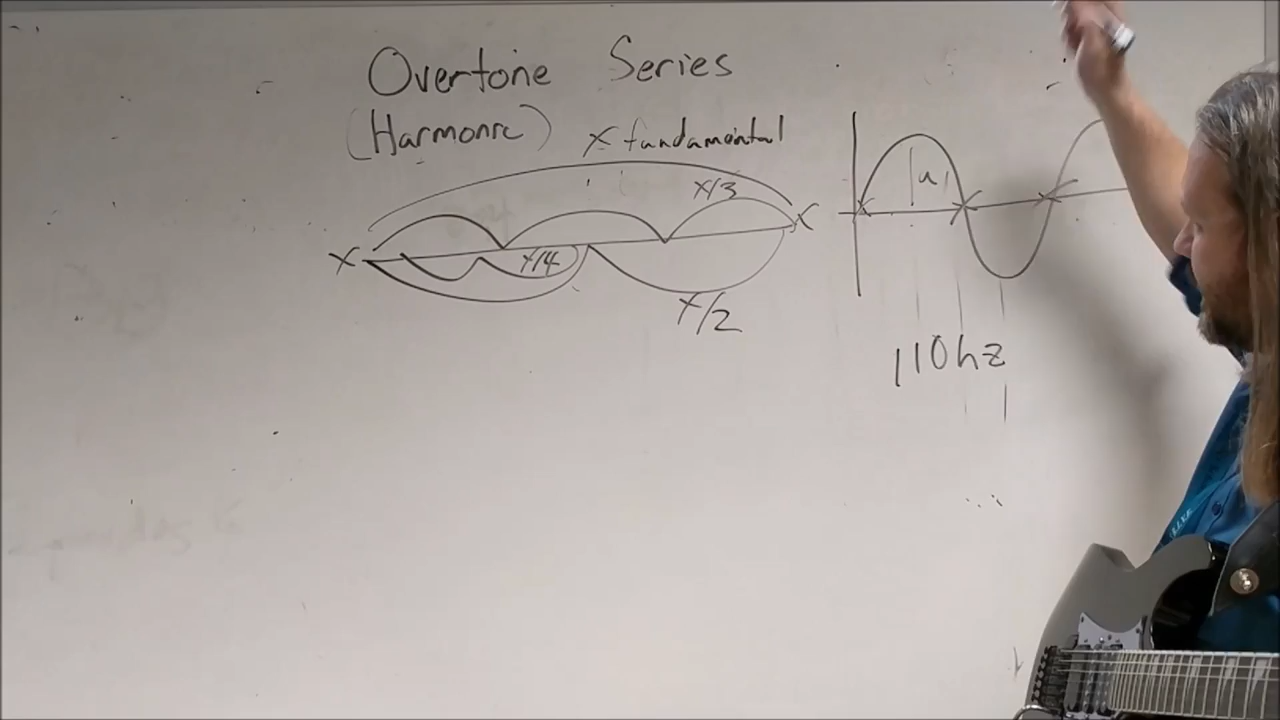 Overtone Series
(Harmonic)
X fundamental
X/3
X
X
X/4
X/2
a
110hz